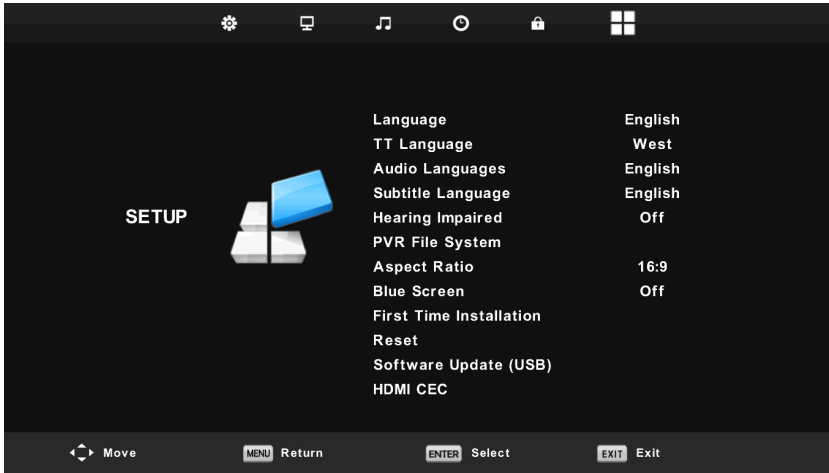 Language English
TT Language West
Audio Languages English
Subtitle Language English
SETUP
Hearing Impaired Off
PVR File System
Aspect Ratio 16:9
Blue Screen Off
First Time Installation
Reset
Software Update (USB)
HDMI CEC
Move MENU Return ENTER Select EXIT Exit